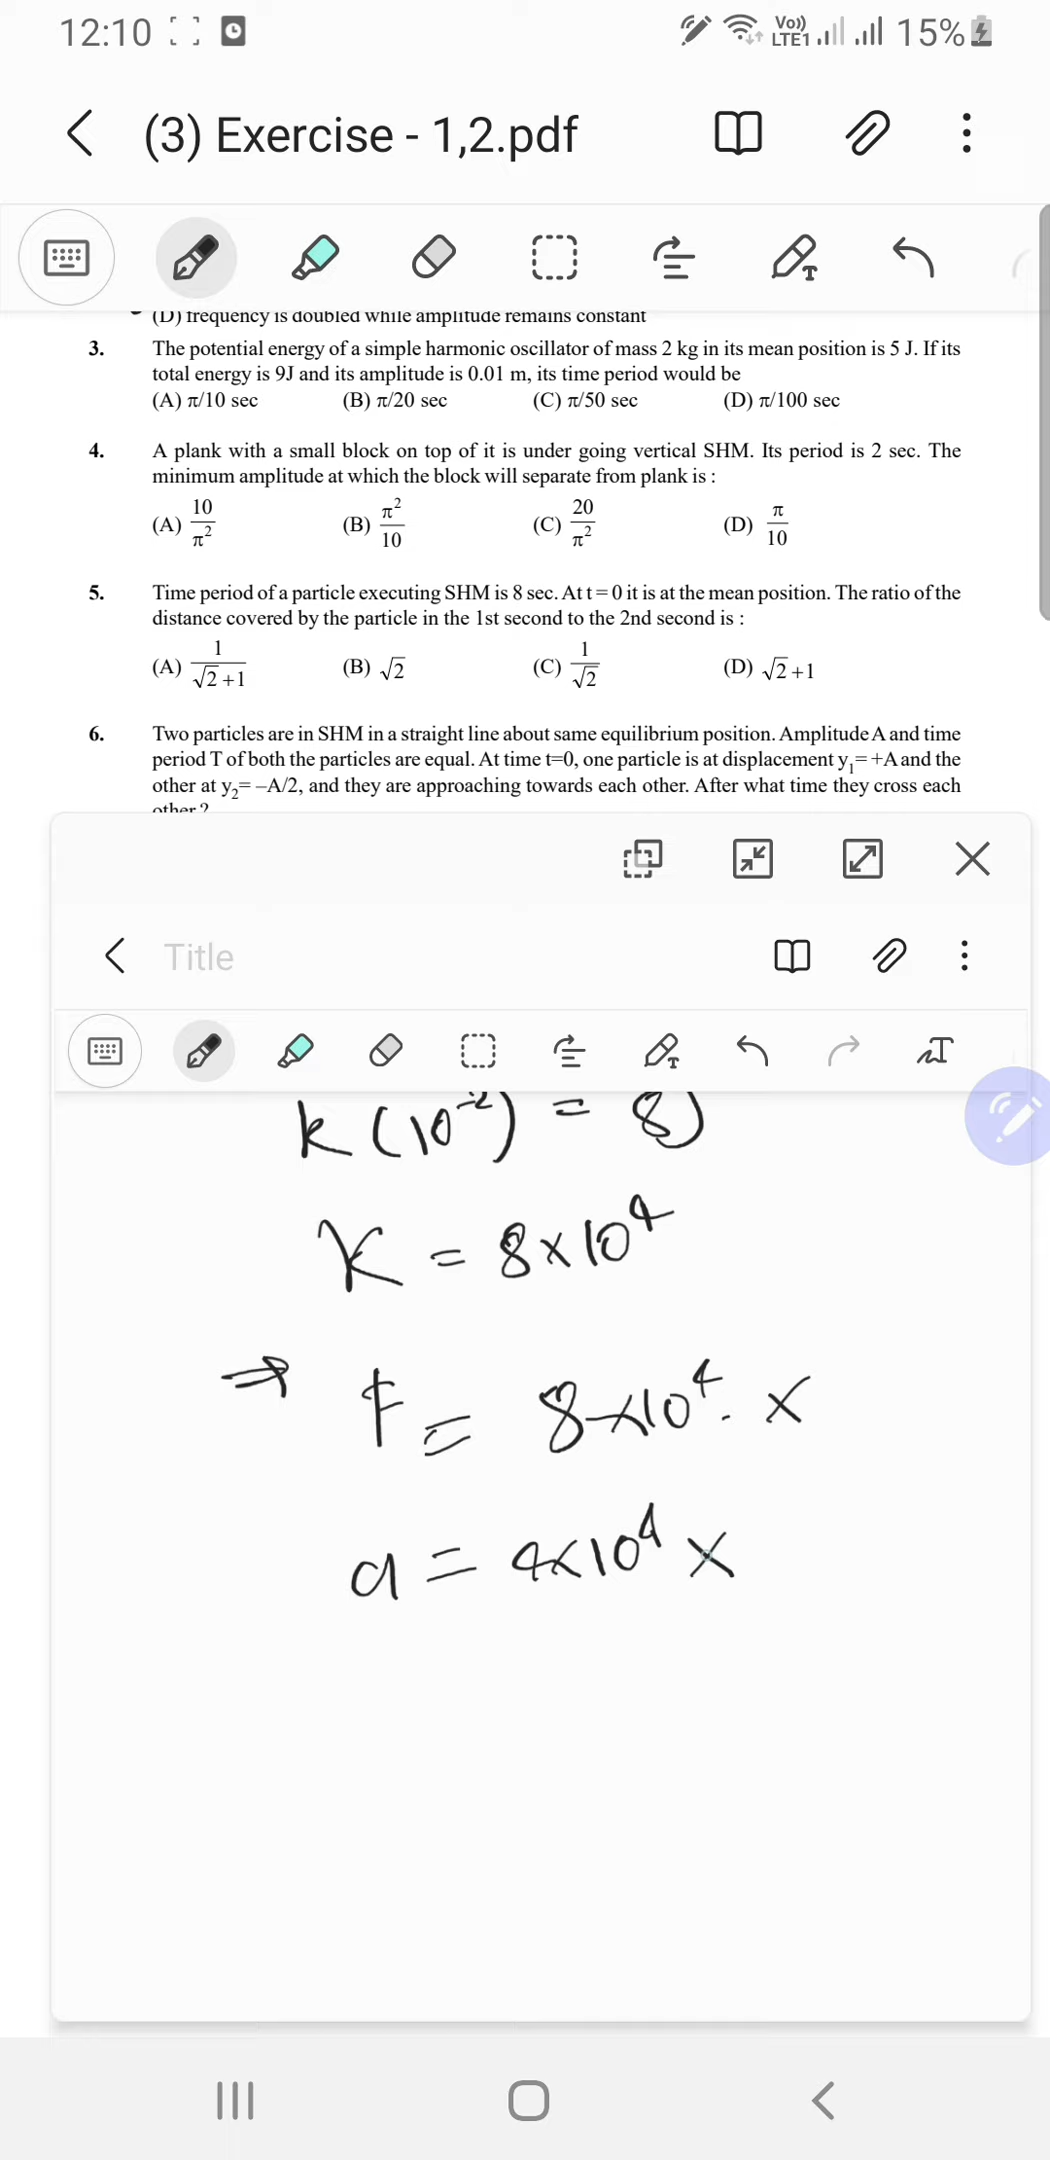 12:10 Vo)) LTE1 15%
(3) Exercise - 1,2.pdf
(D) frequency is doubled while amplitude remains constant
3. The potential energy of a simple harmonic oscillator of mass 2 kg in its mean position is 5 J. If its
total energy is 9J and its amplitude is 0.01 m, its time period would be
(A) π/10 sec (B) π/20 sec (C) π/50 sec (D) π/100 sec
4. A plank with a small block on top of it is under going vertical SHM. Its period is 2 sec. The
minimum amplitude at which the block will separate from plank is :
(A) 10/π² (B) π²/10 (C) 20/π² (D) π/10
5. Time period of a particle executing SHM is 8 sec. At t = 0 it is at the mean position. The ratio of the
distance covered by the particle in the 1st second to the 2nd second is :
(A) 1/(√2+1) (B) √2 (C) 1/√2 (D) √2+1
6. Two particles are in SHM in a straight line about same equilibrium position. Amplitude A and time
period T of both the particles are equal. At time t=0, one particle is at displacement y₁= +A and the
other at y₂= –A/2, and they are approaching towards each other. After what time they cross each
other ?
Title
k (10⁻²) = 8)
K = 8×10⁴
⇒ F = 8×10⁴. x
a = 4×10⁴ x